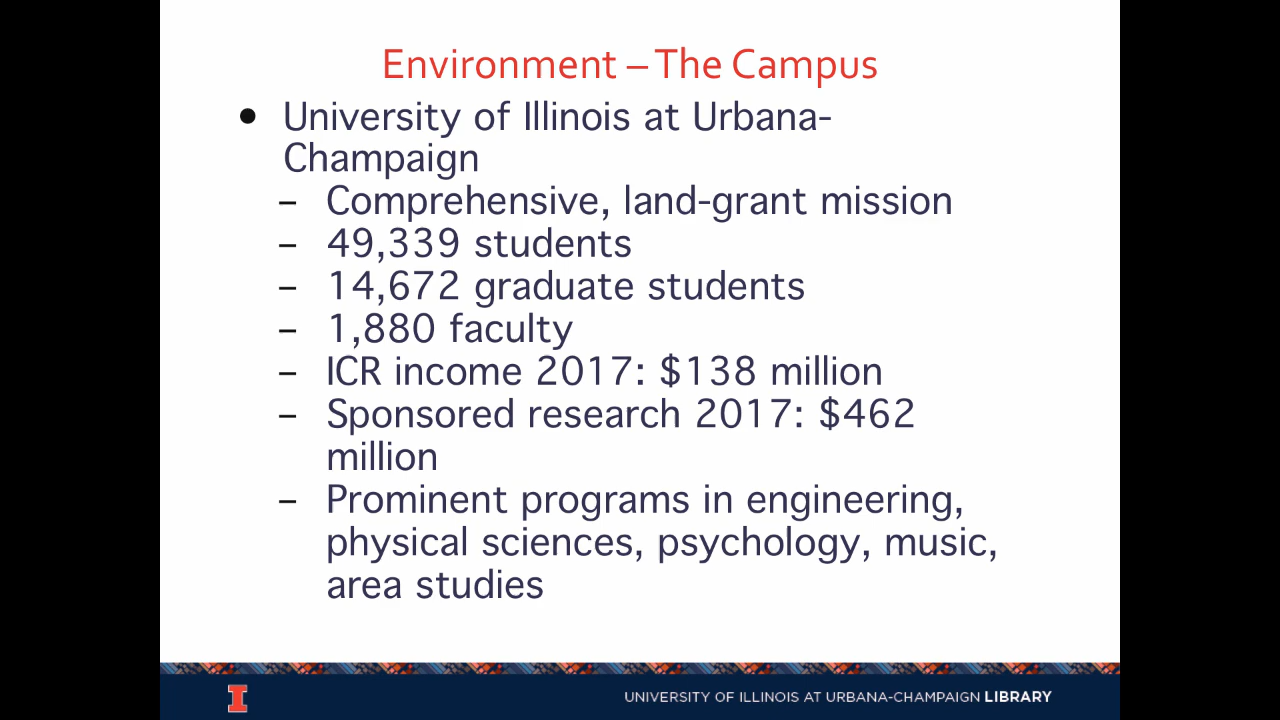 Environment – The Campus
• University of Illinois at Urbana-
Champaign
– Comprehensive, land-grant mission
– 49,339 students
– 14,672 graduate students
– 1,880 faculty
– ICR income 2017: $138 million
– Sponsored research 2017: $462
million
– Prominent programs in engineering,
physical sciences, psychology, music,
area studies
I
UNIVERSITY OF ILLINOIS AT URBANA-CHAMPAIGN LIBRARY